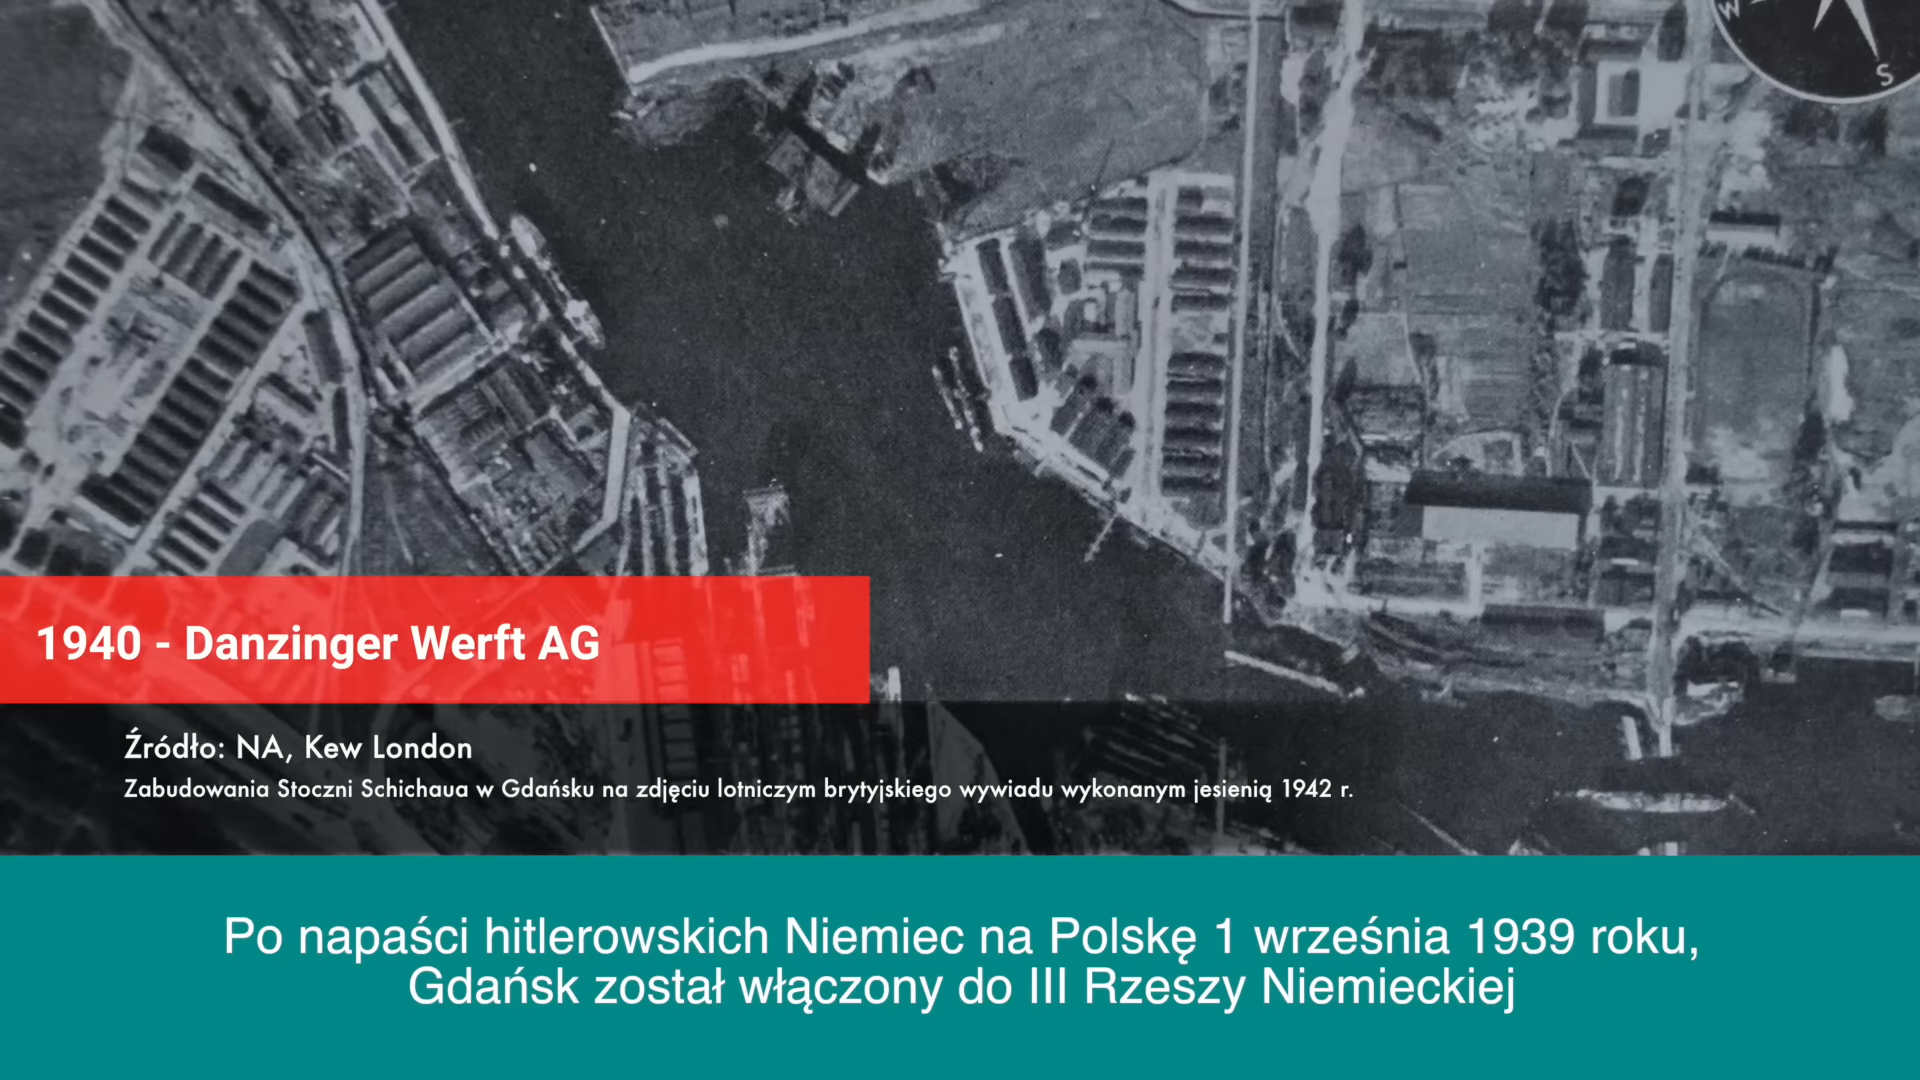 W
S
1940 - Danzinger Werft AG
Źródło: NA, Kew London
Zabudowania Stoczni Schichaua w Gdańsku na zdjęciu lotniczym brytyjskiego wywiadu wykonanym jesienią 1942 r.
Po napaści hitlerowskich Niemiec na Polskę 1 września 1939 roku,
Gdańsk został włączony do III Rzeszy Niemieckiej